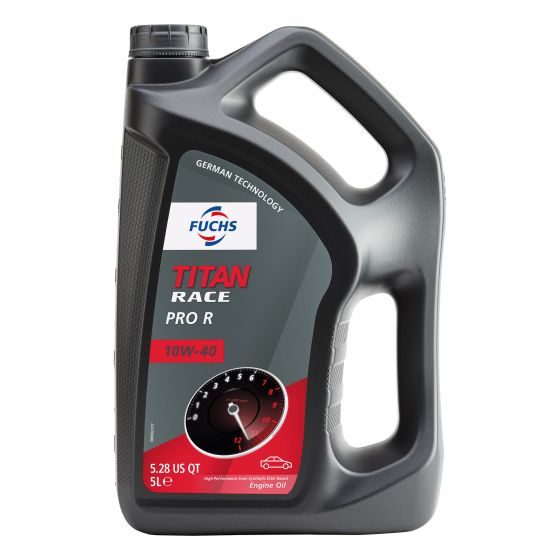 GERMAN TECHNOLOGY
FUCHS
TITAN
RACE
PRO R
10W-40
0
1
2
3
4
5
6
7
8
9
10
12
5.28 US QT
5L℮
High Performance Semi Synthetic Ester Based
Engine Oil